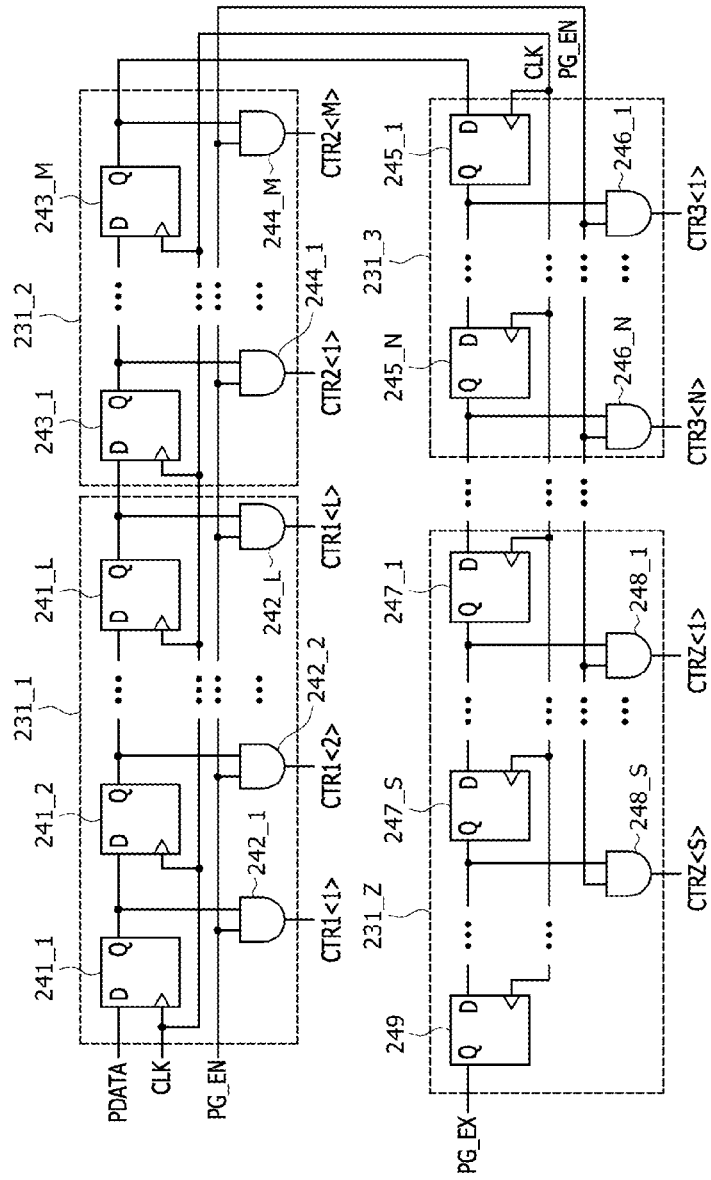 231_1
231_2
241_1
241_2
241_L
243_1
243_M
D Q
D Q
D Q
D Q
D Q
PDATA
CLK
PG_EN
242_1
242_2
242_L
244_1
244_M
CTR1<1>
CTR1<2>
CTR1<L>
CTR2<1>
CTR2<M>
CLK
PG_EN
231_Z
231_3
249
247_S
247_1
245_N
245_1
Q D
Q D
Q D
Q D
Q D
PG_EX
248_S
248_1
246_N
246_1
CTRZ<S>
CTRZ<1>
CTR3<N>
CTR3<1>